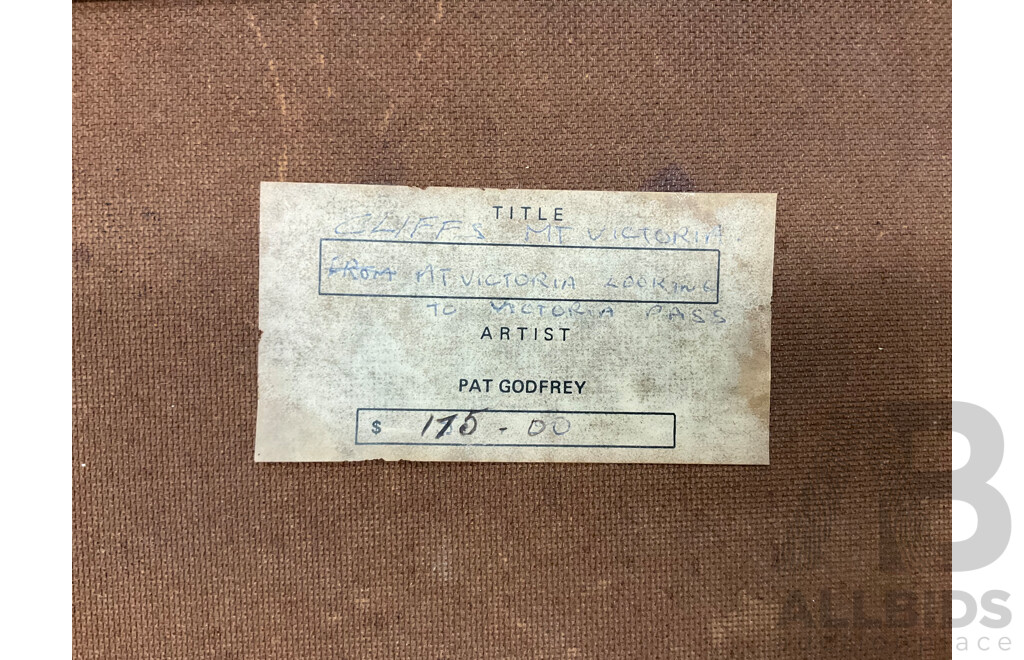 TITLE
CLIFFS MT VICTORIA
FROM MT VICTORIA LOOKING
TO VICTORIA PASS
ARTIST
PAT GODFREY
$ 175-00
ALLBIDS